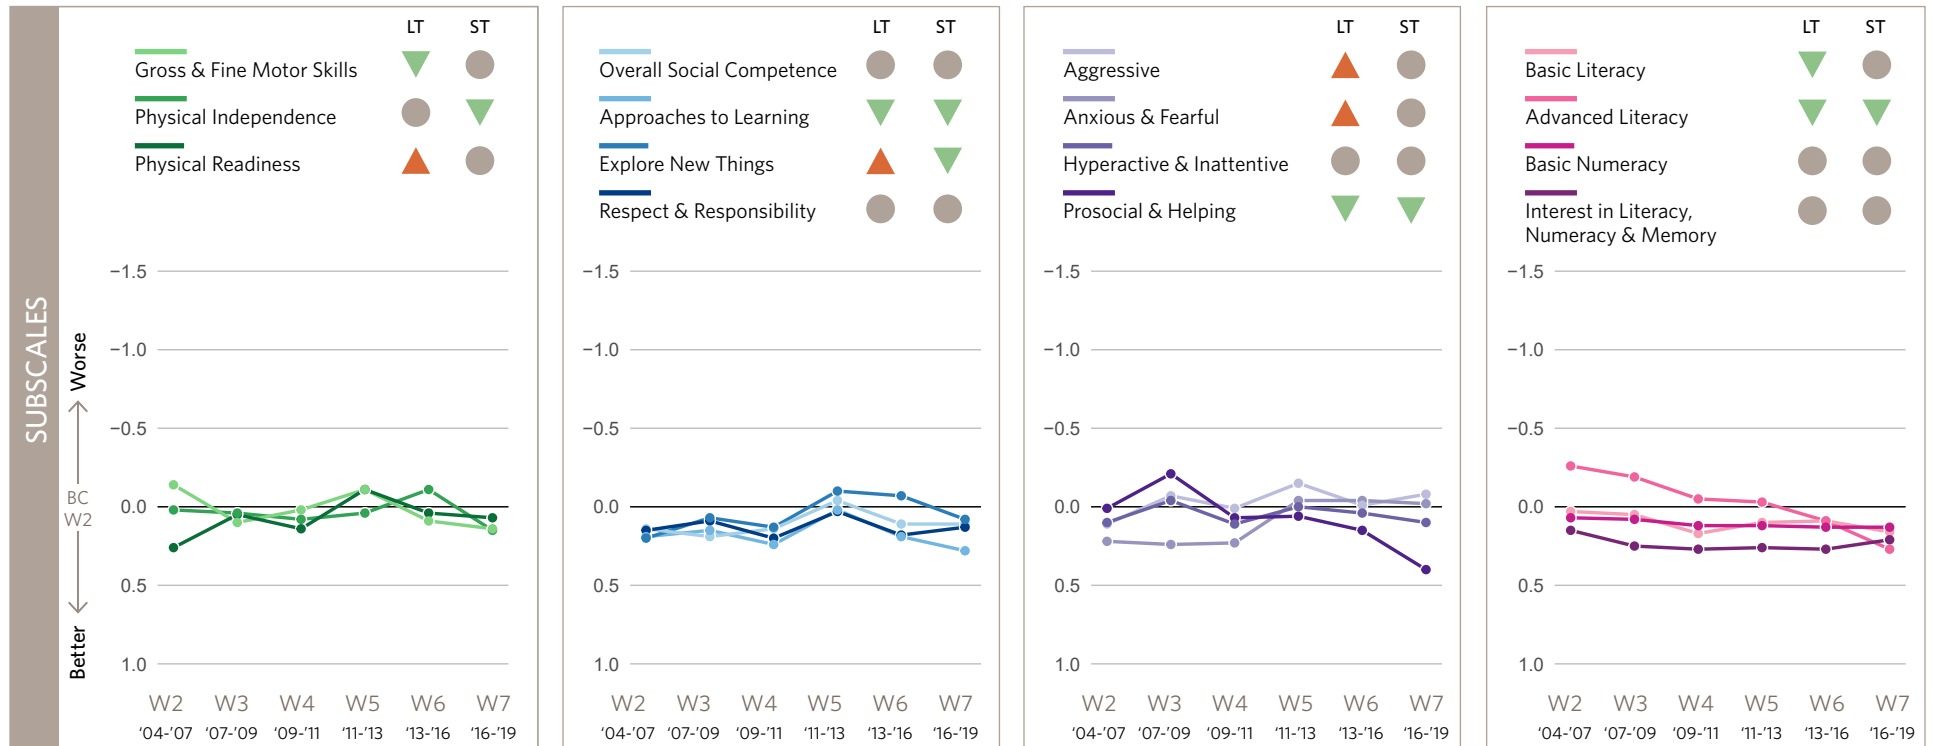 SUBSCALES
Worse
BC
W2
Better
LT ST
Gross & Fine Motor Skills
Physical Independence
Physical Readiness
−1.5
−1.0
−0.5
0.0
0.5
1.0
W2 W3 W4 W5 W6 W7
‘04-’07 ‘07-’09 ‘09-’11 ‘11-’13 ‘13-’16 ‘16-’19
LT ST
Overall Social Competence
Approaches to Learning
Explore New Things
Respect & Responsibility
−1.5
−1.0
−0.5
0.0
0.5
1.0
W2 W3 W4 W5 W6 W7
‘04-’07 ‘07-’09 ‘09-’11 ‘11-’13 ‘13-’16 ‘16-’19
LT ST
Aggressive
Anxious & Fearful
Hyperactive & Inattentive
Prosocial & Helping
−1.5
−1.0
−0.5
0.0
0.5
1.0
W2 W3 W4 W5 W6 W7
‘04-’07 ‘07-’09 ‘09-’11 ‘11-’13 ‘13-’16 ‘16-’19
LT ST
Basic Literacy
Advanced Literacy
Basic Numeracy
Interest in Literacy,
Numeracy & Memory
−1.5
−1.0
−0.5
0.0
0.5
1.0
W2 W3 W4 W5 W6 W7
‘04-’07 ‘07-’09 ‘09-’11 ‘11-’13 ‘13-’16 ‘16-’19